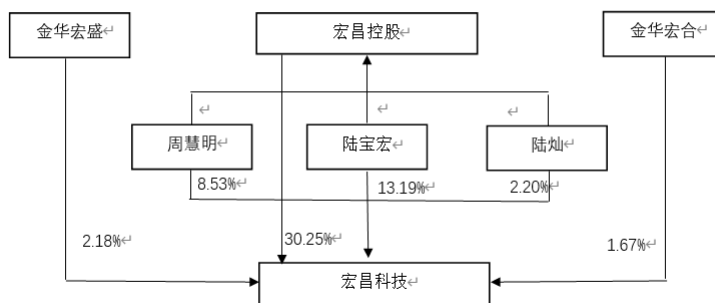 金华宏盛
宏昌控股
金华宏合
周慧明
陆宝宏
陆灿
8.53%
13.19%
2.20%
2.18%
30.25%
1.67%
宏昌科技